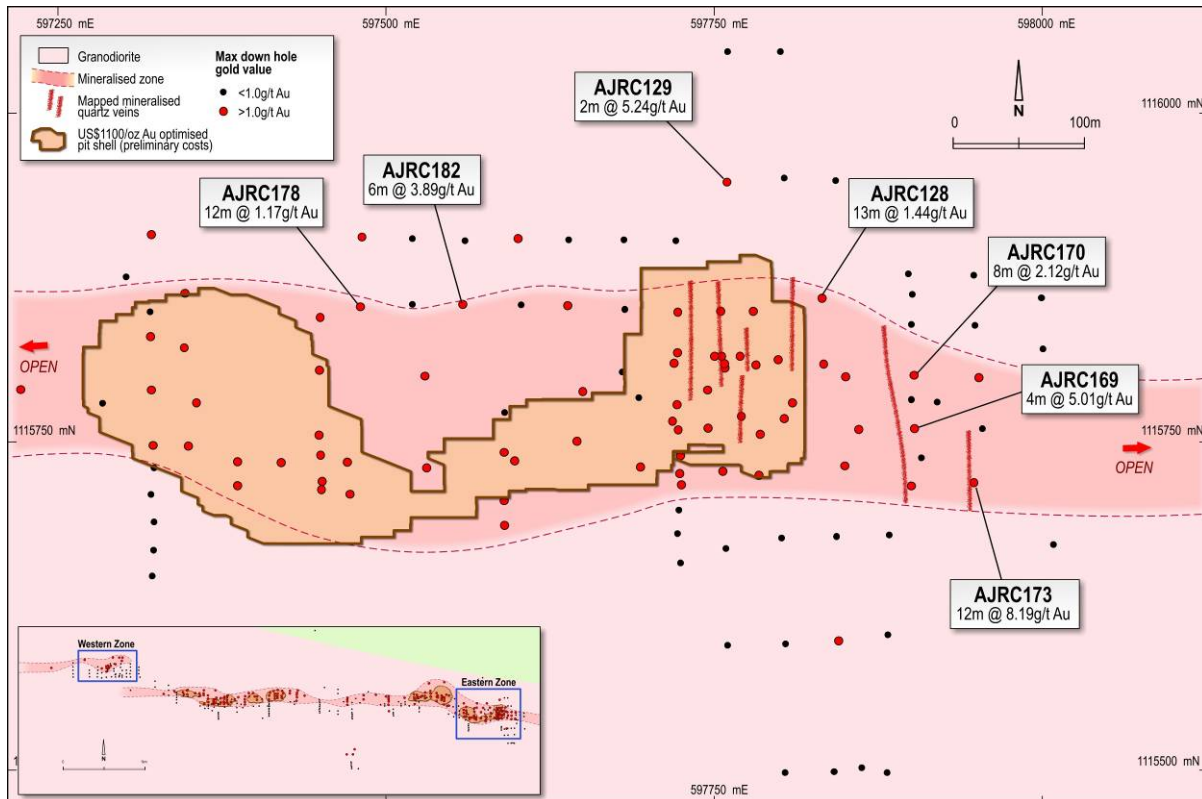 597250 mE
597500 mE
597750 mE
598000 mE
Granodiorite
Mineralised zone
Mapped mineralised
quartz veins
US$1100/oz Au optimised
pit shell (preliminary costs)
Max down hole
gold value
<1.0g/t Au
>1.0g/t Au
AJRC129
2m @ 5.24g/t Au
N
0 100m
1116000 mN
AJRC182
6m @ 3.89g/t Au
AJRC178
12m @ 1.17g/t Au
AJRC128
13m @ 1.44g/t Au
AJRC170
8m @ 2.12g/t Au
OPEN
AJRC169
4m @ 5.01g/t Au
1115750 mN
1115750 mN
OPEN
AJRC173
12m @ 8.19g/t Au
Western Zone
Eastern Zone
N
1115500 mN
597750 mE